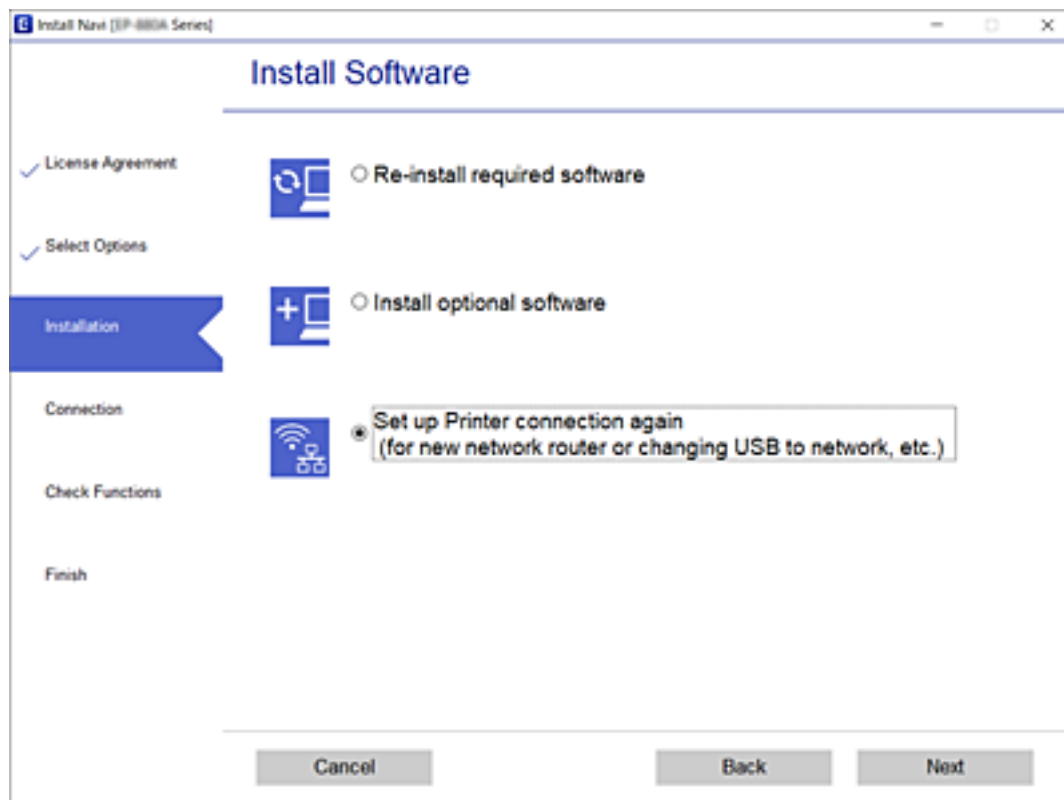 Install Navi [EP-880A Series]
Install Software
License Agreement
Select Options
Installation
Connection
Check Functions
Finish
Re-install required software
Install optional software
Set up Printer connection again
(for new network router or changing USB to network, etc.)
Cancel
Back
Next